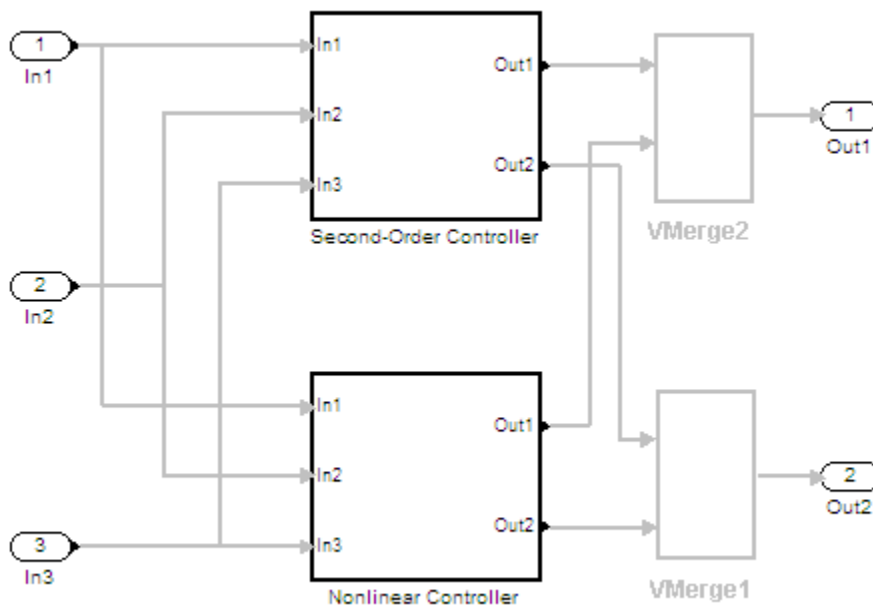 1
In1
In1
In2
In3
Out1
Out2
Second-Order Controller
VMerge2
1
Out1
2
In2
In1
In2
In3
Out1
Out2
Nonlinear Controller
VMerge1
2
Out2
3
In3